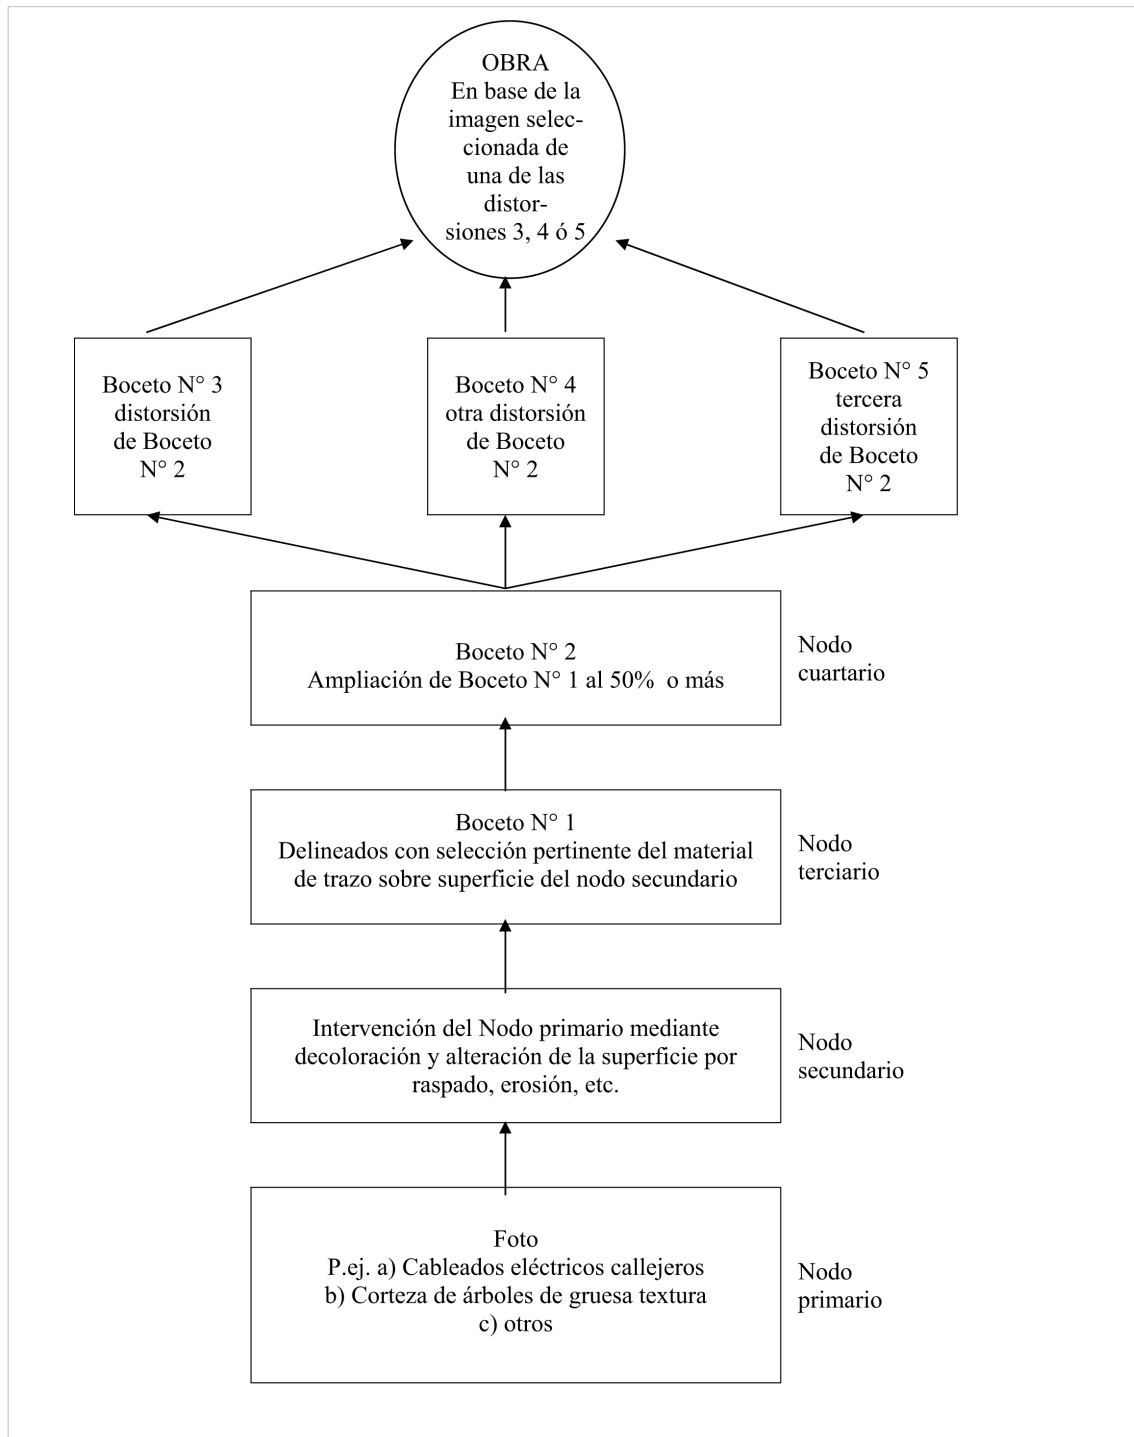 OBRA
En base de la
imagen selec-
cionada de
una de las
distor-
siones 3, 4 ó 5
Boceto N° 3
distorsión
de Boceto
N° 2
Boceto N° 4
otra distorsión
de Boceto
N° 2
Boceto N° 5
tercera
distorsión
de Boceto
N° 2
Boceto N° 2
Ampliación de Boceto N° 1 al 50% o más
Nodo
cuartario
Boceto N° 1
Delineados con selección pertinente del material
de trazo sobre superficie del nodo secundario
Nodo
terciario
Intervención del Nodo primario mediante
decoloración y alteración de la superficie por
raspado, erosión, etc.
Nodo
secundario
Foto
P.ej. a) Cableados eléctricos callejeros
b) Corteza de árboles de gruesa textura
c) otros
Nodo
primario